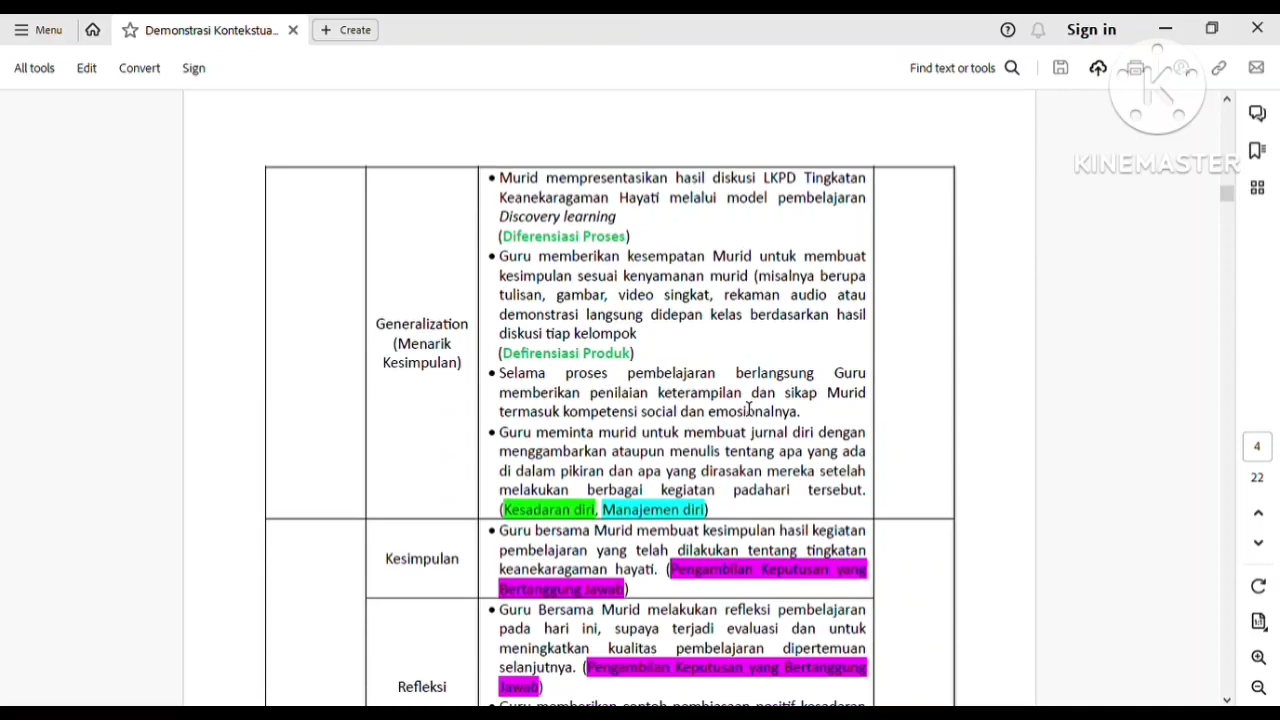 Menu
Demonstrasi Kontekstua...
Create
Sign in
All tools
Edit
Convert
Sign
Find text or tools
KINEMASTER
• Murid mempresentasikan hasil diskusi LKPD Tingkatan
Keanekaragaman Hayati melalui model pembelajaran
Discovery learning
(Diferensiasi Proses)
• Guru memberikan kesempatan Murid untuk membuat
kesimpulan sesuai kenyamanan murid (misalnya berupa
tulisan, gambar, video singkat, rekaman audio atau
demonstrasi langsung didepan kelas berdasarkan hasil
diskusi tiap kelompok
(Defirensiasi Produk)
Generalization
(Menarik
Kesimpulan)
• Selama proses pembelajaran berlangsung Guru
memberikan penilaian keterampilan dan sikap Murid
termasuk kompetensi social dan emosionalnya.
• Guru meminta murid untuk membuat jurnal diri dengan
menggambarkan ataupun menulis tentang apa yang ada
di dalam pikiran dan apa yang dirasakan mereka setelah
melakukan berbagai kegiatan padahari tersebut.
(Kesadaran diri, Manajemen diri)
Kesimpulan
• Guru bersama Murid membuat kesimpulan hasil kegiatan
pembelajaran yang telah dilakukan tentang tingkatan
keanekaragaman hayati. (Pengambilan Keputusan yang
Bertanggung Jawab)
Refleksi
• Guru Bersama Murid melakukan refleksi pembelajaran
pada hari ini, supaya terjadi evaluasi dan untuk
meningkatkan kualitas pembelajaran dipertemuan
selanjutnya. (Pengambilan Keputusan yang Bertanggung
Jawab)
Guru memberikan contoh pembiasaan positif kesadaran
4
22